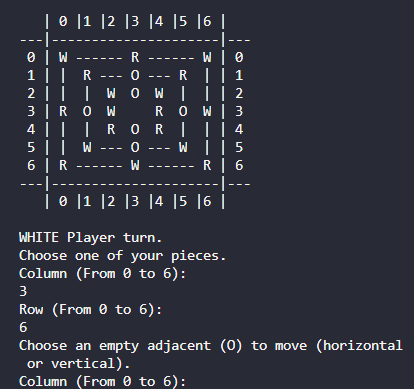 | 0 |1 |2 |3 |4 |5 |6 |
---|---------------------|---
 0 | W ------ R ------ W | 0
 1 | | R --- O --- R | | 1
 2 | | | W O W | | | 2
 3 | R O W    R O W | 3
 4 | | | R O R | | | 4
 5 | | W --- O --- W | | 5
 6 | R ------ W ------ R | 6
---|---------------------|---
   | 0 |1 |2 |3 |4 |5 |6 |
WHITE Player turn.
Choose one of your pieces.
Column (From 0 to 6):
3
Row (From 0 to 6):
6
Choose an empty adjacent (O) to move (horizontal
 or vertical).
Column (From 0 to 6):